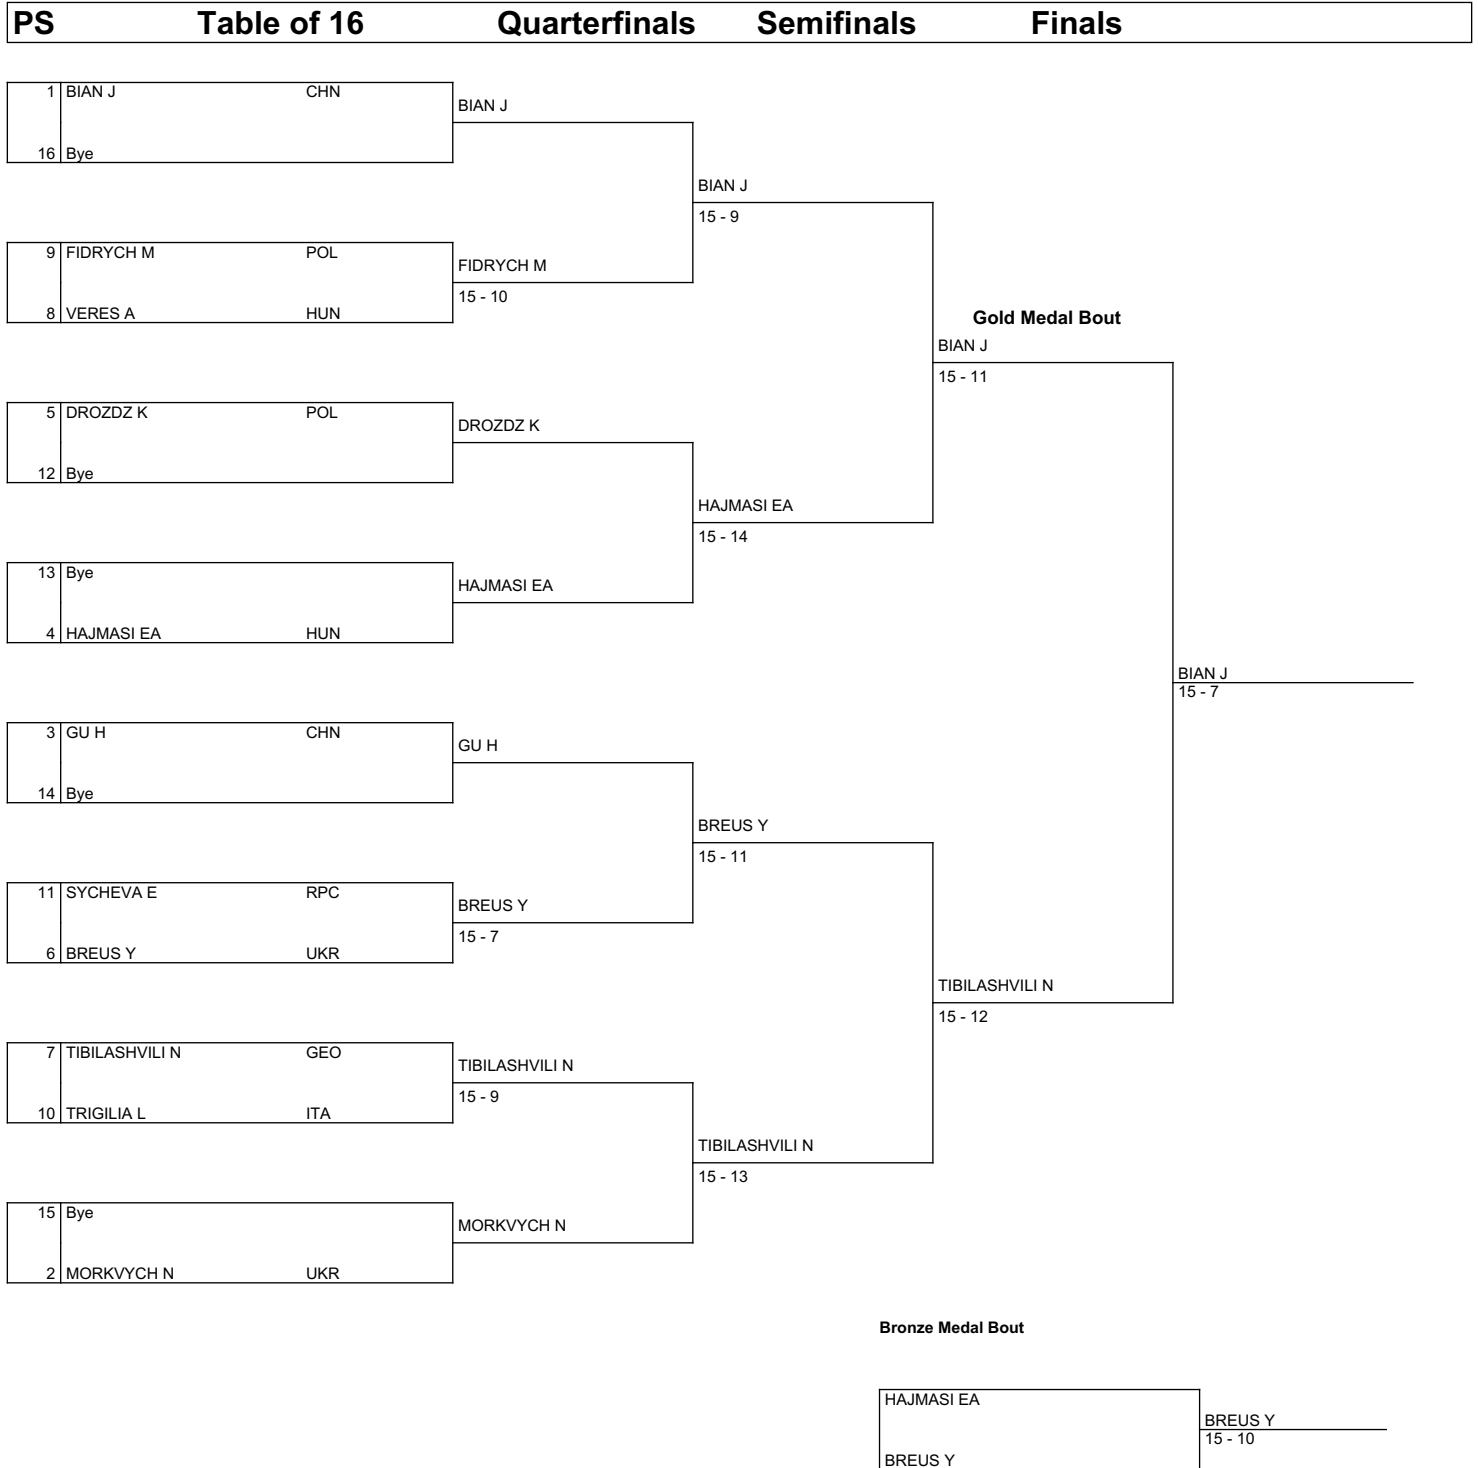 PS Table of 16 Quarterfinals Semifinals Finals
1 BIAN J CHN
BIAN J
16 Bye
BIAN J
15 - 9
9 FIDRYCH M POL
FIDRYCH M
15 - 10
8 VERES A HUN
Gold Medal Bout
BIAN J
15 - 11
5 DROZDZ K POL
DROZDZ K
12 Bye
HAJMASI EA
15 - 14
13 Bye
HAJMASI EA
4 HAJMASI EA HUN
BIAN J
15 - 7
3 GU H CHN
GU H
14 Bye
BREUS Y
15 - 11
11 SYCHEVA E RPC
BREUS Y
15 - 7
6 BREUS Y UKR
TIBILASHVILI N
15 - 12
7 TIBILASHVILI N GEO
TIBILASHVILI N
15 - 9
10 TRIGILIA L ITA
TIBILASHVILI N
15 - 13
15 Bye
MORKVYCH N
2 MORKVYCH N UKR
Bronze Medal Bout
HAJMASI EA
BREUS Y
15 - 10
BREUS Y